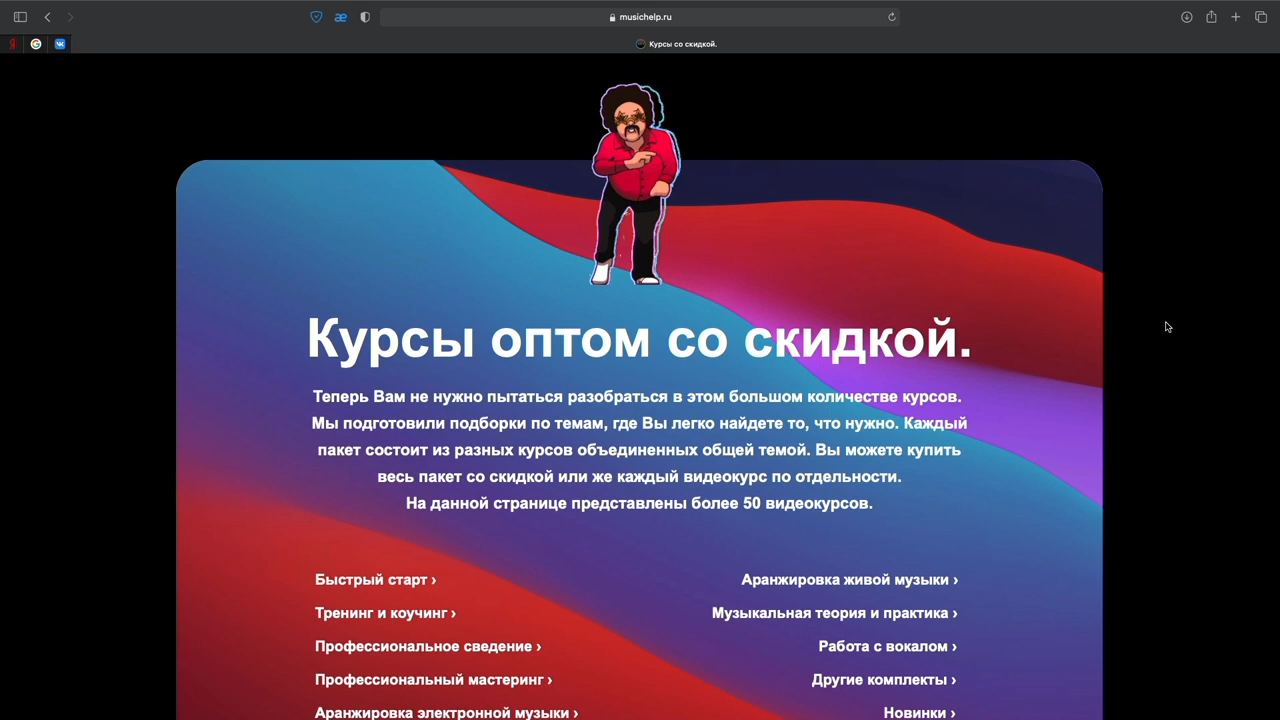 musichelp.ru
Курсы со скидкой.
Курсы оптом со скидкой.
Теперь Вам не нужно пытаться разобраться в этом большом количестве курсов.
Мы подготовили подборки по темам, где Вы легко найдете то, что нужно. Каждый
пакет состоит из разных курсов объединенных общей темой. Вы можете купить
весь пакет со скидкой или же каждый видеокурс по отдельности.
На данной странице представлены более 50 видеокурсов.
Быстрый старт ›
Тренинг и коучинг ›
Профессиональное сведение ›
Профессиональный мастеринг ›
Аранжировка электронной музыки ›
Аранжировка живой музыки ›
Музыкальная теория и практика ›
Работа с вокалом ›
Другие комплекты ›
Новинки ›